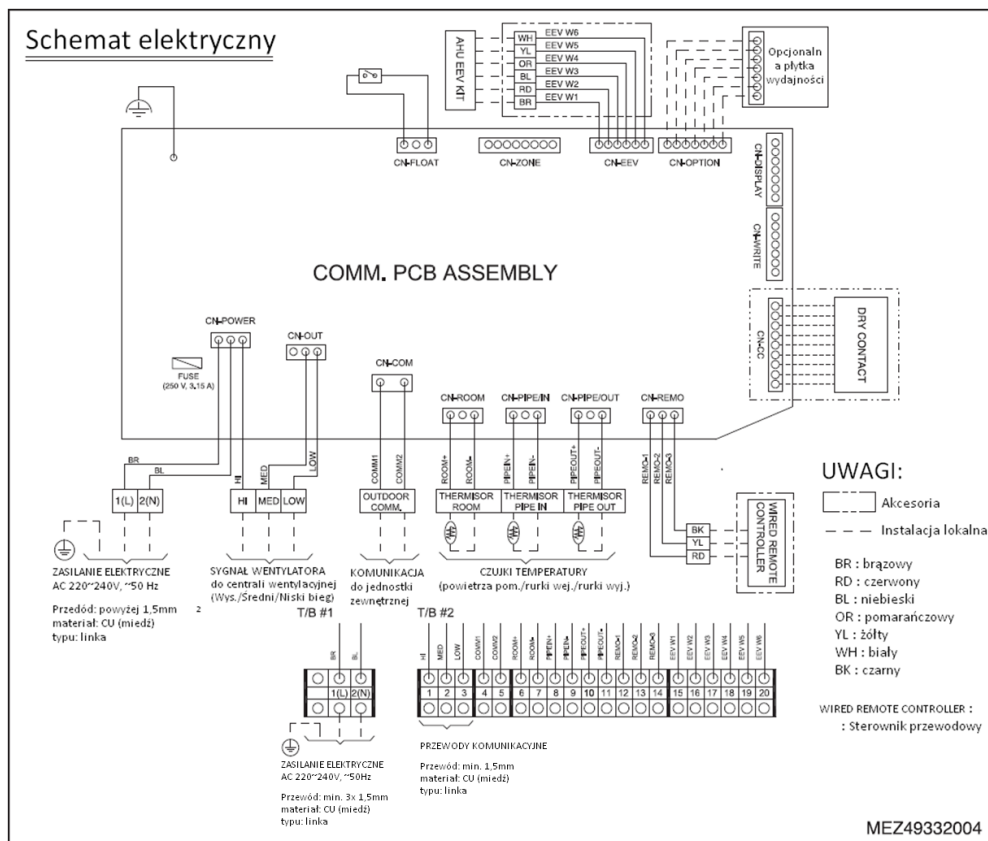 Schemat elektryczny
AHU EEV KIT
WH EEV W6
YL EEV W5
OR EEV W4
BL EEV W3
RD EEV W2
BR EEV W1
Opcjonaln
a płytka
wydajności
CN-FLOAT
CN-ZONE
CN-EEV
CN-OPTION
CN-DISPLAY
CN-WRITE
CN-CC
DRY CONTACT
COMM. PCB ASSEMBLY
CN-POWER
CN-OUT
FUSE
(250 V, 3.15 A)
CN-COM
CN-ROOM
CN-PIPE/IN
CN-PIPE/OUT
CN-REMO
BR
BL
HI
MED
LOW
COMM1
COMM2
ROOM+
ROOM-
PIPEIN+
PIPEIN-
PIPEOUT+
PIPEOUT-
REMO-1
REMO-2
REMO-3
1(L) 2(N)
HI MED LOW
OUTDOOR
COMM.
THERMISOR
ROOM
THERMISOR
PIPE IN
THERMISOR
PIPE OUT
BK
YL
RD
WIRED REMOTE
CONTROLLER
ZASILANIE ELEKTRYCZNE
AC 220~240V, ~50 Hz
Przedód: powyżej 1,5mm 2
materiał: CU (miedź)
typu: linka
SYGNAŁ WENTYLATORA
do centrali wentylacyjnej
(Wys./Średni/Niski bieg)
KOMUNIKACJA
do jednostki
zewnętrznej
CZUJKI TEMPERATURY
(powietrza pom./rurki wej./rurki wyj.)
T/B #1
BR
BL
1(L) 2(N)
ZASILANIE ELEKTRYCZNE
AC 220~240V, ~50Hz
Przewód: min. 3x 1,5mm
materiał: CU (miedź)
typu: linka
T/B #2
HI
MED
LOW
COMM1
COMM2
ROOM+
ROOM-
PIPEIN+
PIPEIN-
PIPEOUT+
PIPEOUT-
REMO-1
REMO-2
REMO-3
EEV W1
EEV W2
EEV W3
EEV W4
EEV W5
EEV W6
1 2 3 4 5 6 7 8 9 10 11 12 13 14 15 16 17 18 19 20
PRZEWODY KOMUNIKACYJNE
Przewód: min. 1,5mm
materiał: CU (miedź)
typu: linka
UWAGI:
Akcesoria
Instalacja lokalna
BR : brązowy
RD : czerwony
BL : niebieski
OR : pomarańczowy
YL : żółty
WH : biały
BK : czarny
WIRED REMOTE CONTROLLER :
: Sterownik przewodowy
MEZ49332004